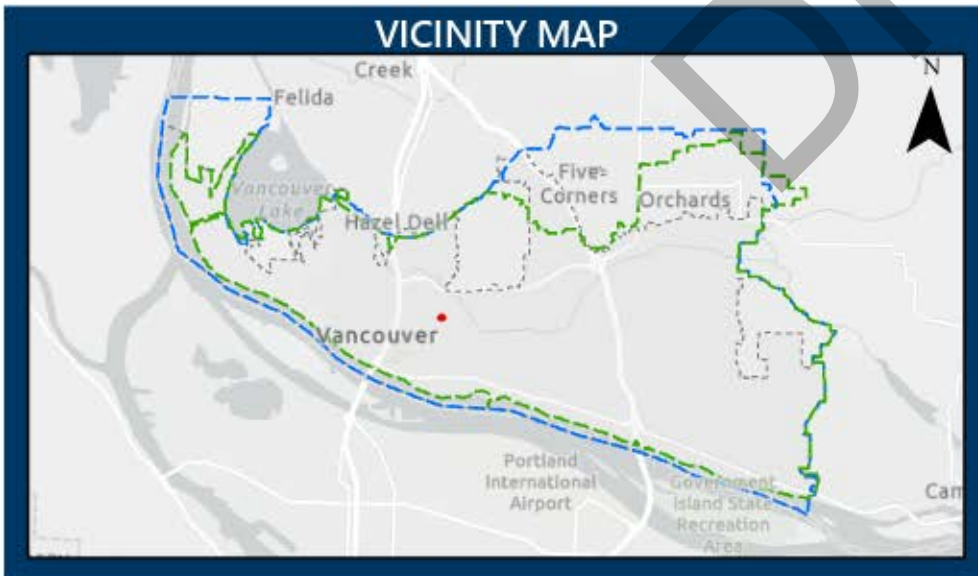 VICINITY MAP
Creek
N
Felida
Vancouver
Lake
Five
Corners
Orchards
Hazel Dell
Vancouver
Portland
International
Airport
Government
Island State
Recreation
Area
Cam